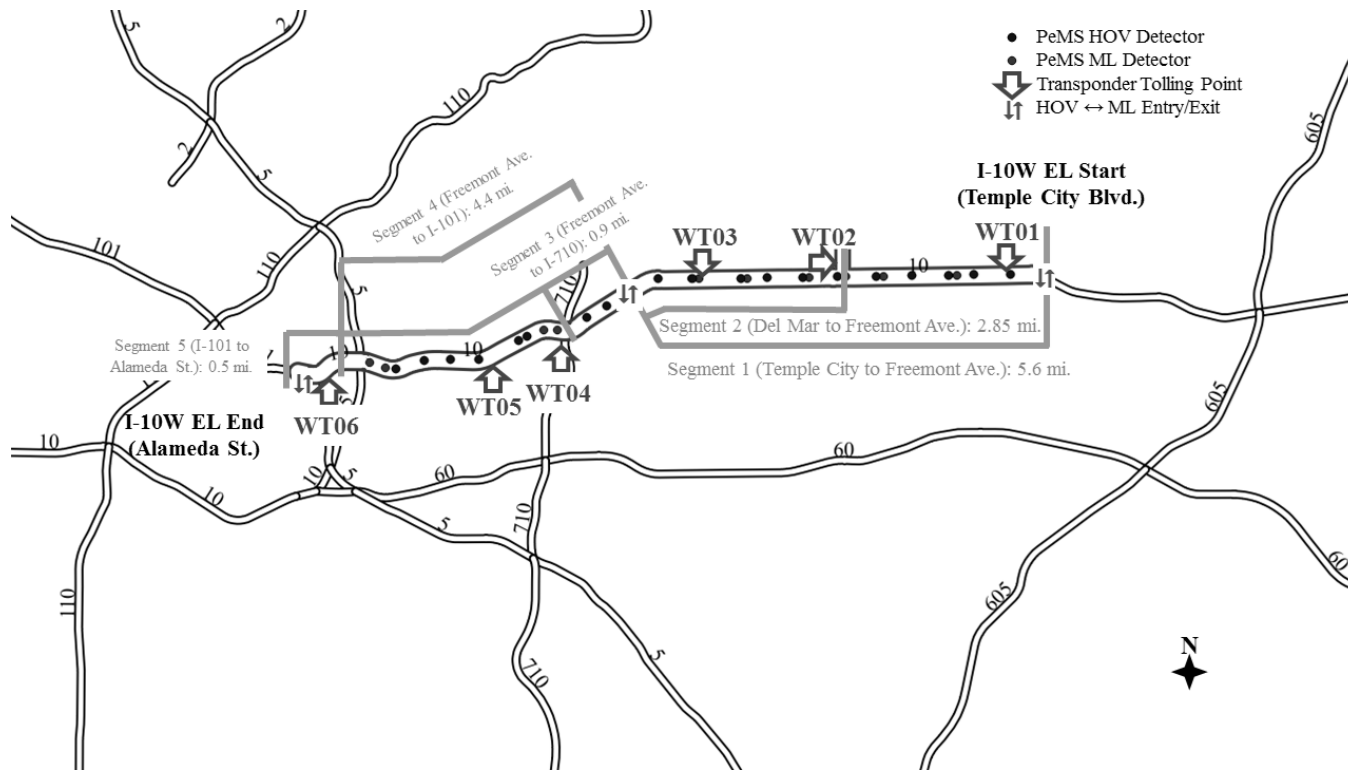 5
2
2
110
5
101
110
5
605
PeMS HOV Detector
PeMS ML Detector
Transponder Tolling Point
HOV ↔ ML Entry/Exit
I-10W EL Start
(Temple City Blvd.)
Segment 4 (Freemont Ave.
to I-101): 4.4 mi.
Segment 3 (Freemont Ave.
to I-710): 0.9 mi.
WT03
WT02
WT01
10
710
Segment 2 (Del Mar to Freemont Ave.): 2.85 mi.
Segment 1 (Temple City to Freemont Ave.): 5.6 mi.
Segment 5 (I-101 to
Alameda St.): 0.5 mi.
10
10
10
WT04
WT05
WT06
I-10W EL End
(Alameda St.)
605
10
10
10
5
60
60
5
710
110
605
60
5
710
N